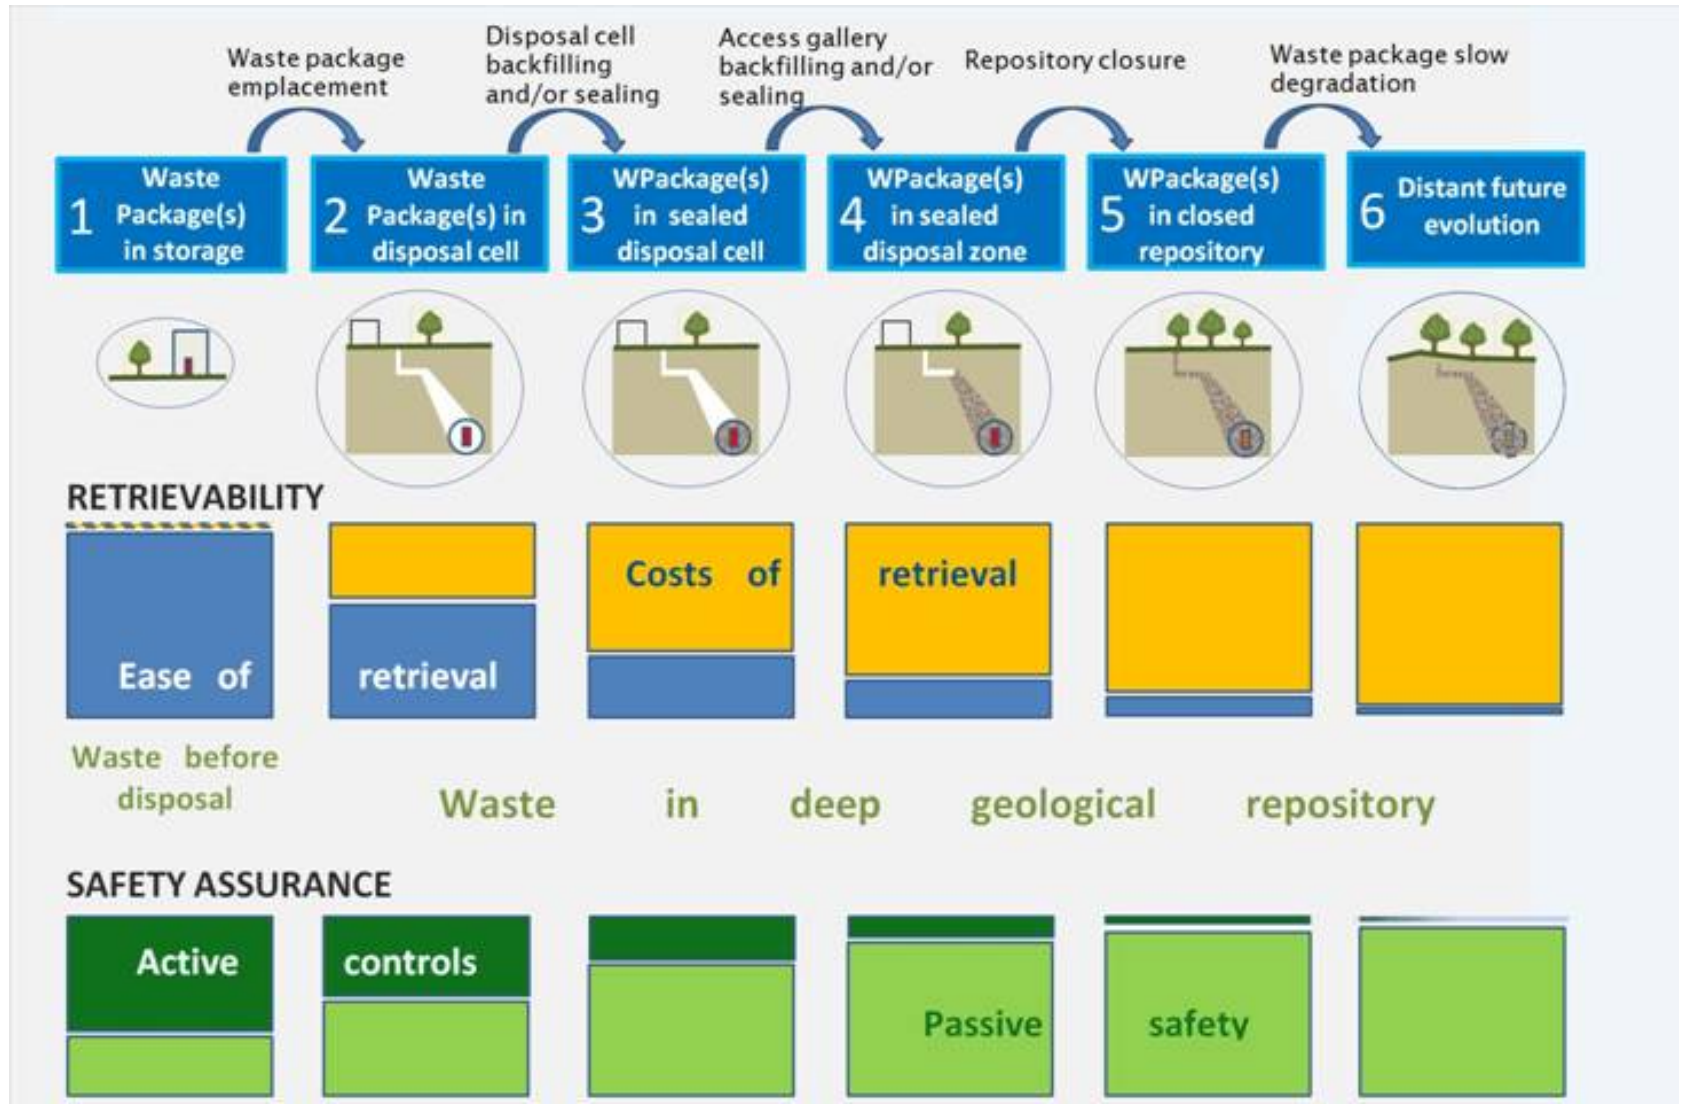 Waste package
emplacement
Disposal cell
backfilling
and/or sealing
Access gallery
backfilling and/or
sealing
Repository closure
Waste package slow
degradation
1 Waste
Package(s)
in storage
2 Waste
Package(s) in
disposal cell
3 WPackage(s)
in sealed
disposal cell
4 WPackage(s)
in sealed
disposal zone
5 WPackage(s)
in closed
repository
6 Distant future
evolution
RETRIEVABILITY
Costs of retrieval
Ease of retrieval
Waste before
disposal
Waste in deep geological repository
SAFETY ASSURANCE
Active controls
Passive safety